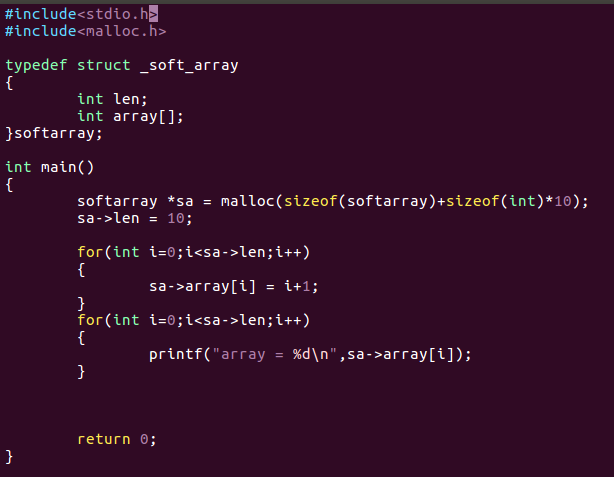 #include<stdio.h>
#include<malloc.h>

typedef struct _soft_array
{
        int len;
        int array[];
}softarray;

int main()
{
        softarray *sa = malloc(sizeof(softarray)+sizeof(int)*10);
        sa->len = 10;

        for(int i=0;i<sa->len;i++)
        {
                sa->array[i] = i+1;
        }
        for(int i=0;i<sa->len;i++)
        {
                printf("array = %d\n",sa->array[i]);
        }



        return 0;
}